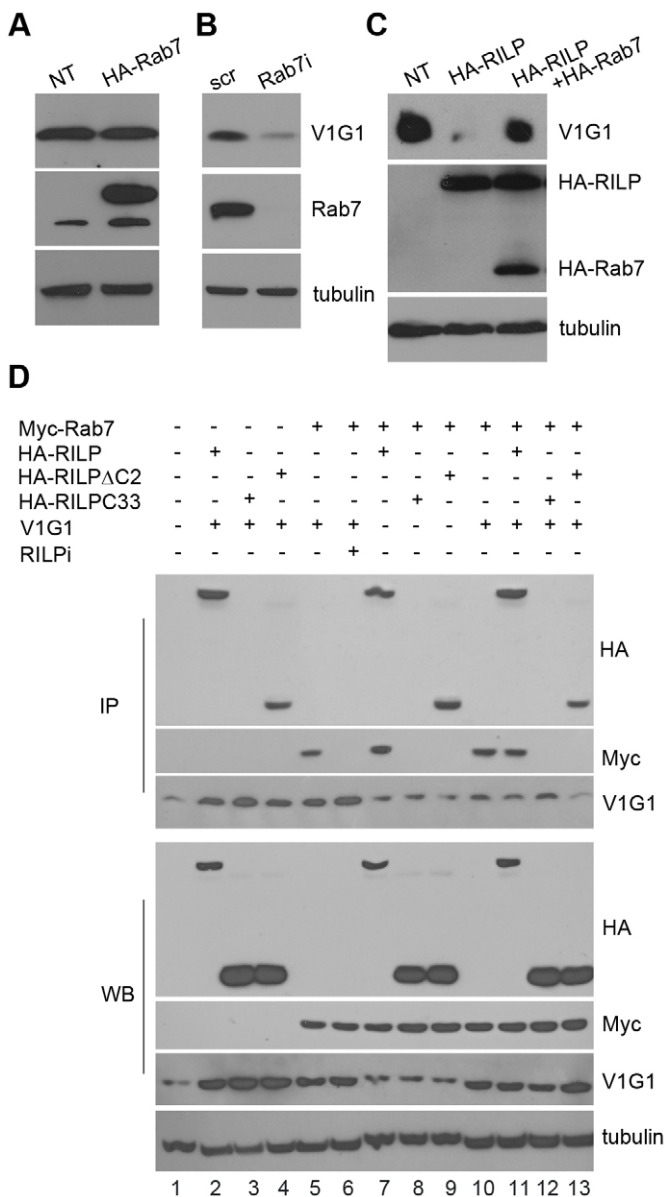 A
B
C
NT HA-Rab7
scr Rab7i
NT HA-RILP HA-RILP
+HA-Rab7
V1G1
V1G1
HA-RILP
Rab7
HA-Rab7
tubulin
tubulin
D
Myc-Rab7 - - - - + + + + + + + + +
HA-RILP - + - - - - + - - - + - -
HA-RILPΔC2 - - - + - - - - + - - - +
HA-RILPC33 - - + - - - - + - - - + -
V1G1 - + + + + + - - - + + + +
RILPi - - - - - + - - - - - - -
IP
HA
Myc
V1G1
WB
HA
Myc
V1G1
tubulin
1 2 3 4 5 6 7 8 9 10 11 12 13